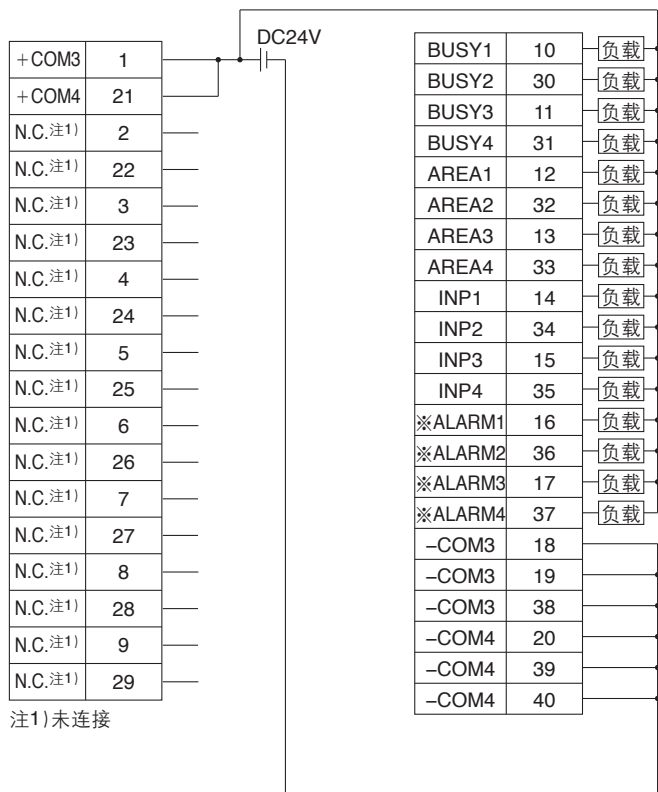 DC24V
+COM3 1
+COM4 21
N.C.注1) 2
N.C.注1) 22
N.C.注1) 3
N.C.注1) 23
N.C.注1) 4
N.C.注1) 24
N.C.注1) 5
N.C.注1) 25
N.C.注1) 6
N.C.注1) 26
N.C.注1) 7
N.C.注1) 27
N.C.注1) 8
N.C.注1) 28
N.C.注1) 9
N.C.注1) 29
注1)未连接
BUSY1 10 负载
BUSY2 30 负载
BUSY3 11 负载
BUSY4 31 负载
AREA1 12 负载
AREA2 32 负载
AREA3 13 负载
AREA4 33 负载
INP1 14 负载
INP2 34 负载
INP3 15 负载
INP4 35 负载
※ALARM1 16 负载
※ALARM2 36 负载
※ALARM3 17 负载
※ALARM4 37 负载
–COM3 18
–COM3 19
–COM3 38
–COM4 20
–COM4 39
–COM4 40